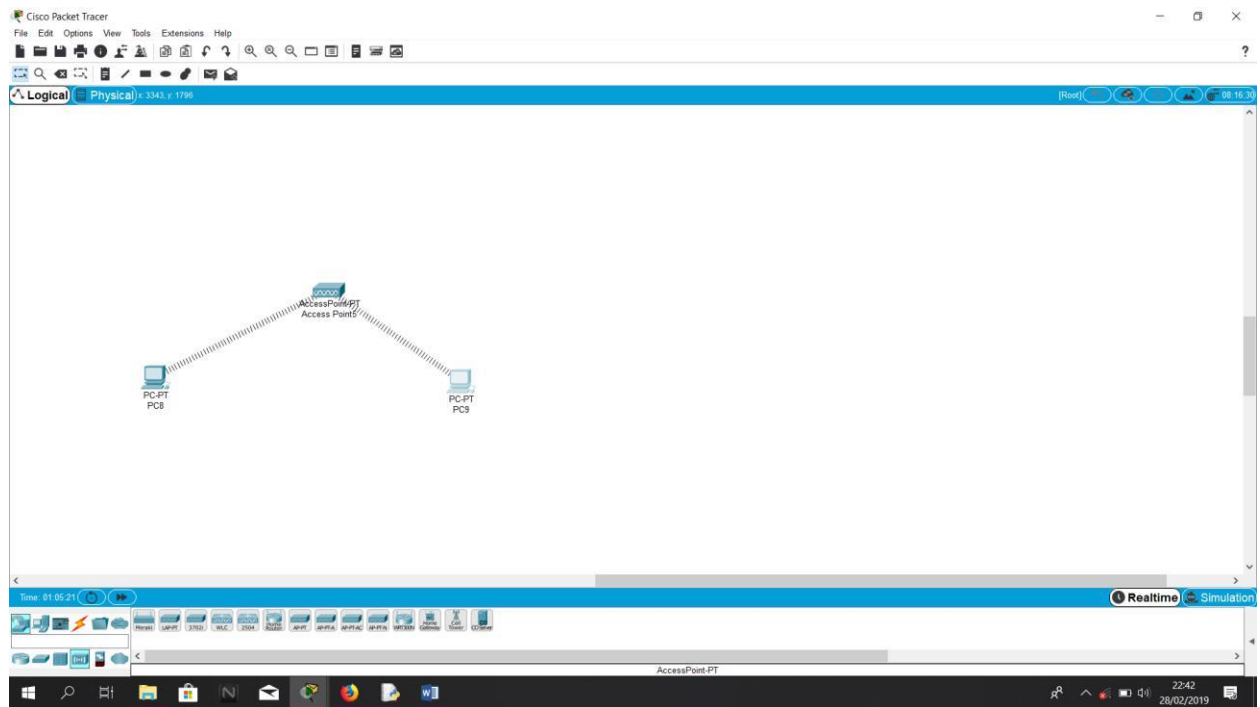 Cisco Packet Tracer
File Edit Options View Tools Extensions Help
?
Logical Physical x: 3343, y: 1796 [Root] 08:16:30
AccessPoint-PT
Access Point5
PC-PT
PC8
PC-PT
PC9
Time: 01:05:21 Realtime Simulation
Meraki LAP-PT 3702i WLC 2504 Home Router AP-PT AP-PT-A AP-PT-AC AP-PT-N WRT300N Home Gateway Cell Tower CO Server
AccessPoint-PT
22:42
28/02/2019